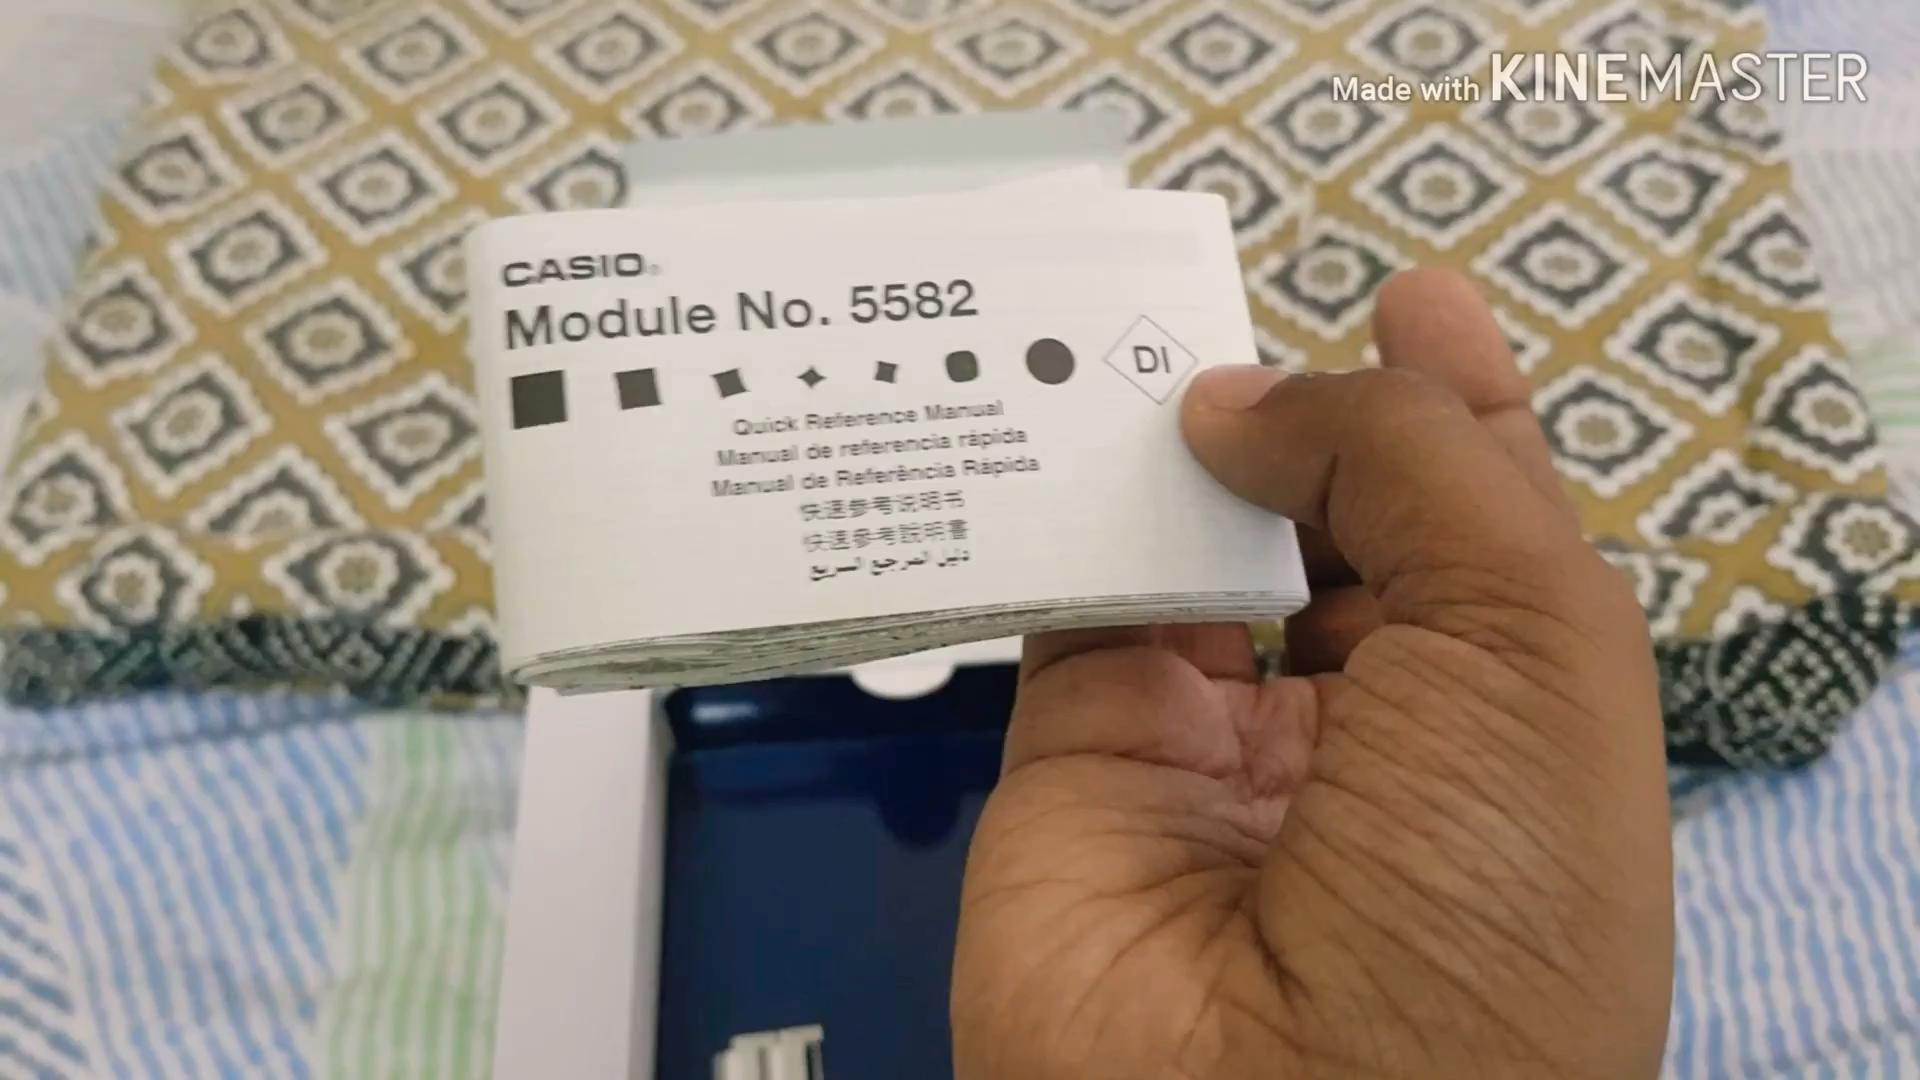 Made with KINEMASTER
CASIO®
Module No. 5582
DI
Quick Reference Manual
Manual de referencia rápida
Manual de Referência Rápida
快速参考说明书
快速參考說明書
دليل المرجع السريع